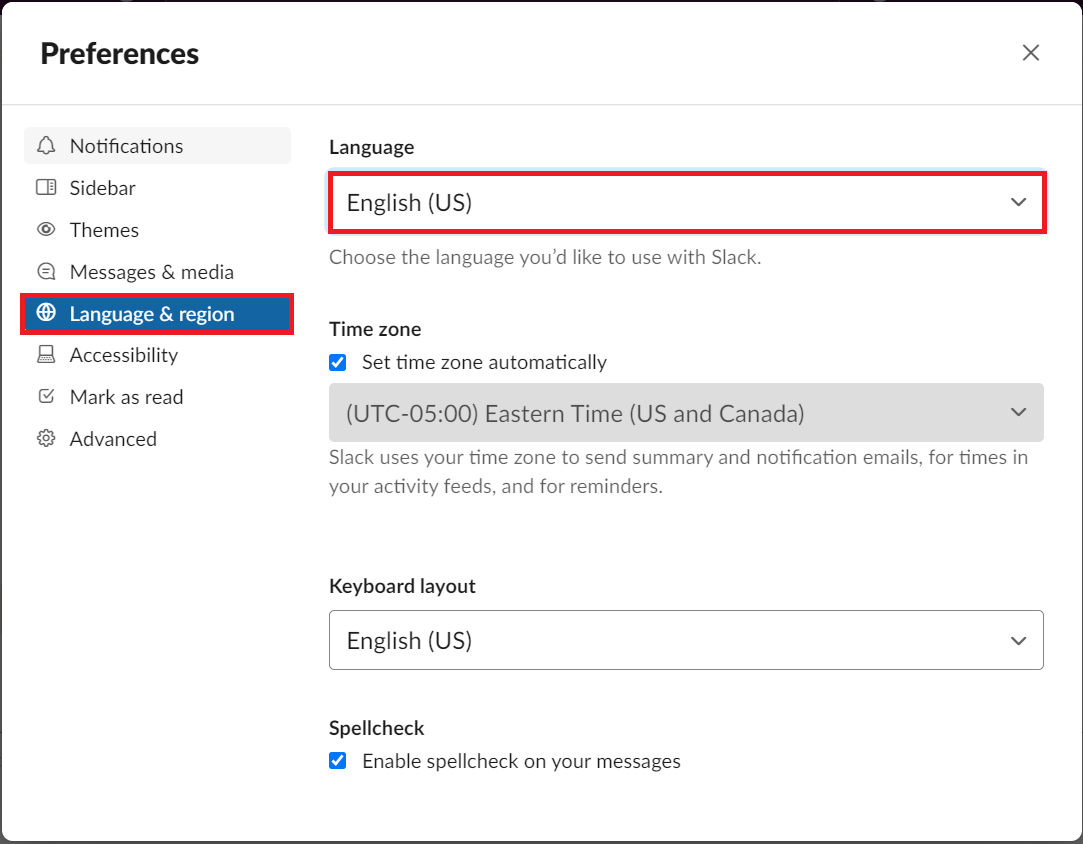 Preferences
Notifications
Sidebar
Themes
Messages & media
Language & region
Accessibility
Mark as read
Advanced
Language
English (US)
Choose the language you’d like to use with Slack.
Time zone
Set time zone automatically
(UTC-05:00) Eastern Time (US and Canada)
Slack uses your time zone to send summary and notification emails, for times in
your activity feeds, and for reminders.
Keyboard layout
English (US)
Spellcheck
Enable spellcheck on your messages